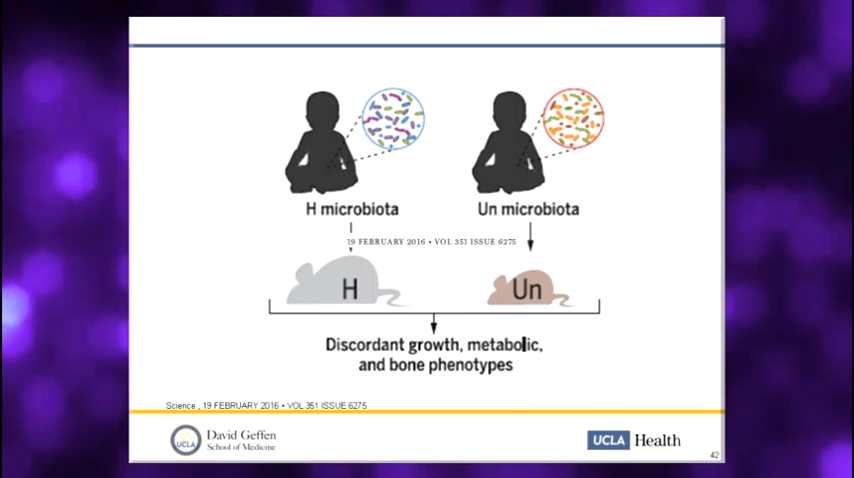 H microbiota
Un microbiota
19 FEBRUARY 2016 • VOL 351 ISSUE 6275
H
Un
Discordant growth, metabolic,
and bone phenotypes
Science , 19 FEBRUARY 2016 • VOL 351 ISSUE 6275
UCLA
David Geffen
School of Medicine
UCLA Health
42